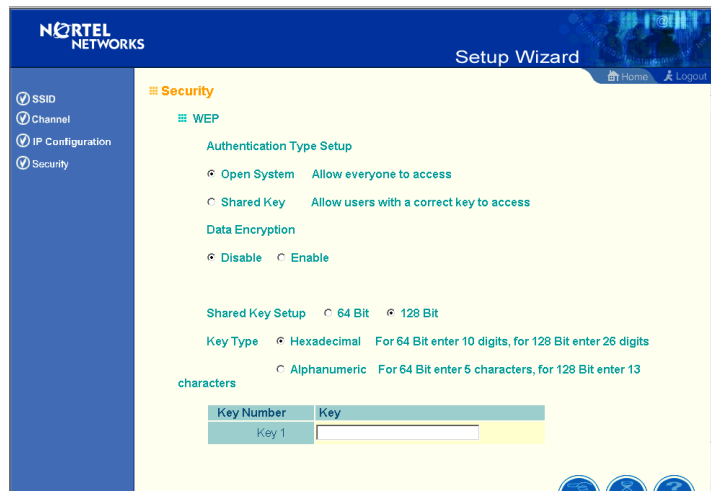 NORTEL
NETWORKS
Setup Wizard
Home Logout
SSID
Channel
IP Configuration
Security
Security
WEP
Authentication Type Setup
Open System Allow everyone to access
Shared Key Allow users with a correct key to access
Data Encryption
Disable Enable
Shared Key Setup 64 Bit 128 Bit
Key Type Hexadecimal For 64 Bit enter 10 digits, for 128 Bit enter 26 digits
Alphanumeric For 64 Bit enter 5 characters, for 128 Bit enter 13
characters
Key Number Key
Key 1
?